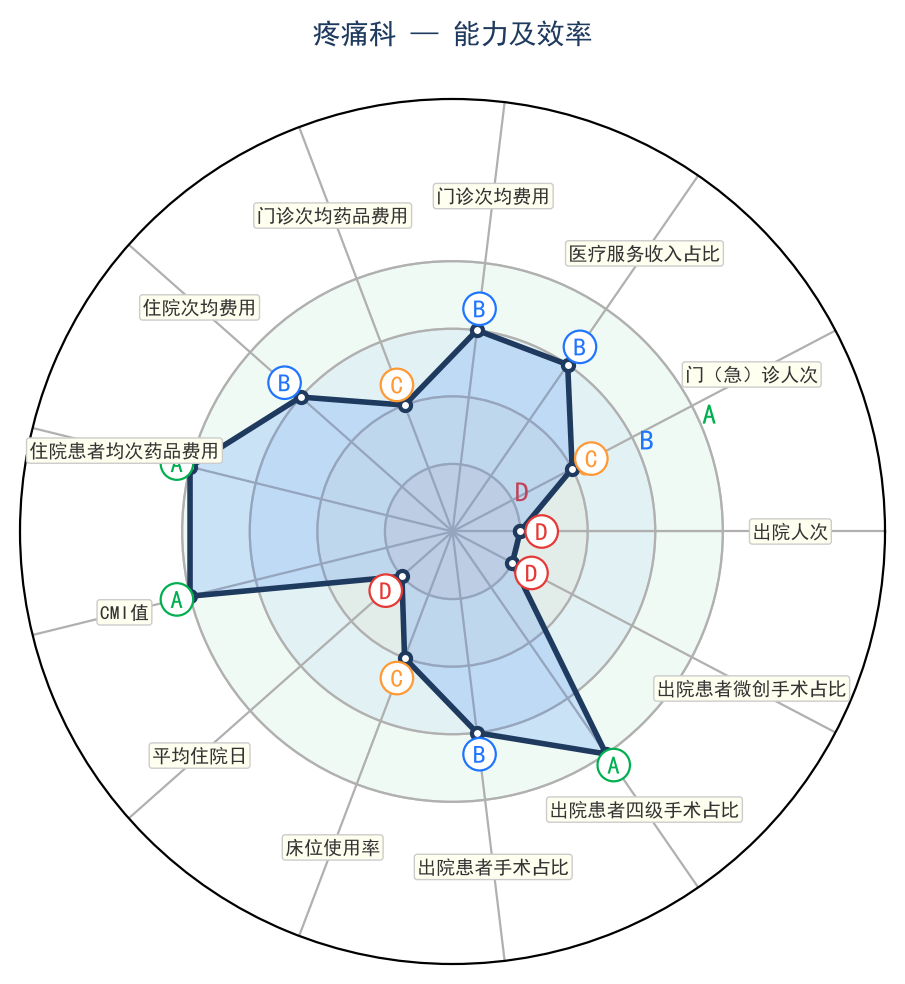 疼痛科 — 能力及效率
门诊次均费用
门诊次均药品费用
医疗服务收入占比
住院次均费用
B
B
门（急）诊人次
B
C
A
B
住院患者均次药品费用
C
A
D
出院人次
D
D
D
A
CMI值
C
出院患者微创手术占比
平均住院日
B
A
出院患者四级手术占比
床位使用率
出院患者手术占比